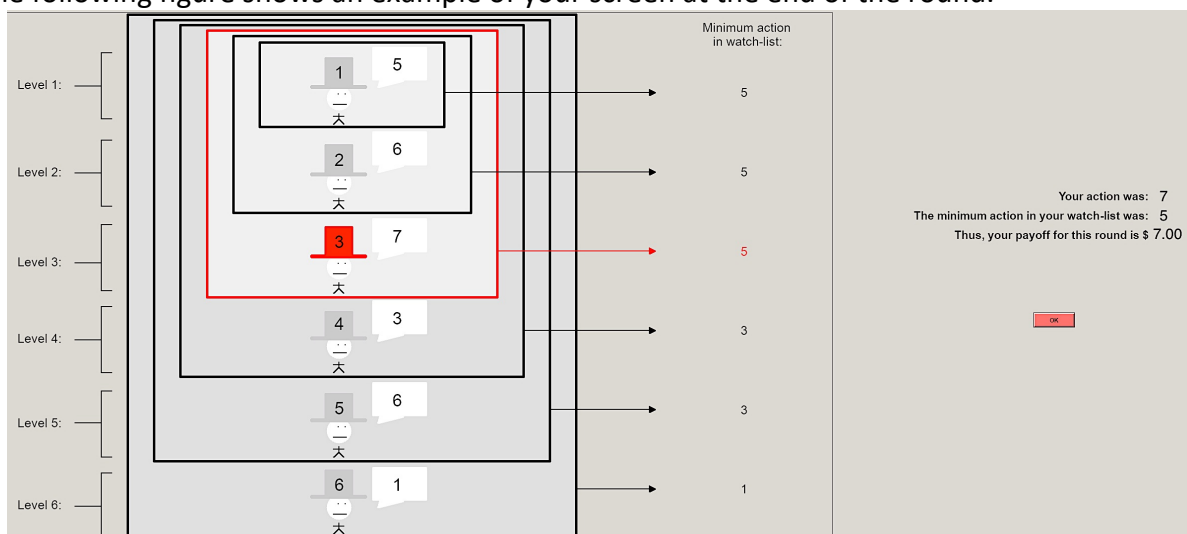 he following figure shows an example of your screen at the end of the round.
Minimum action
in watch-list:
Level 1:
1
5
5
Level 2:
2
6
5
Level 3:
3
7
5
Level 4:
4
3
3
Level 5:
5
6
3
Level 6:
6
1
1
Your action was: 7
The minimum action in your watch-list was: 5
Thus, your payoff for this round is $ 7.00
OK